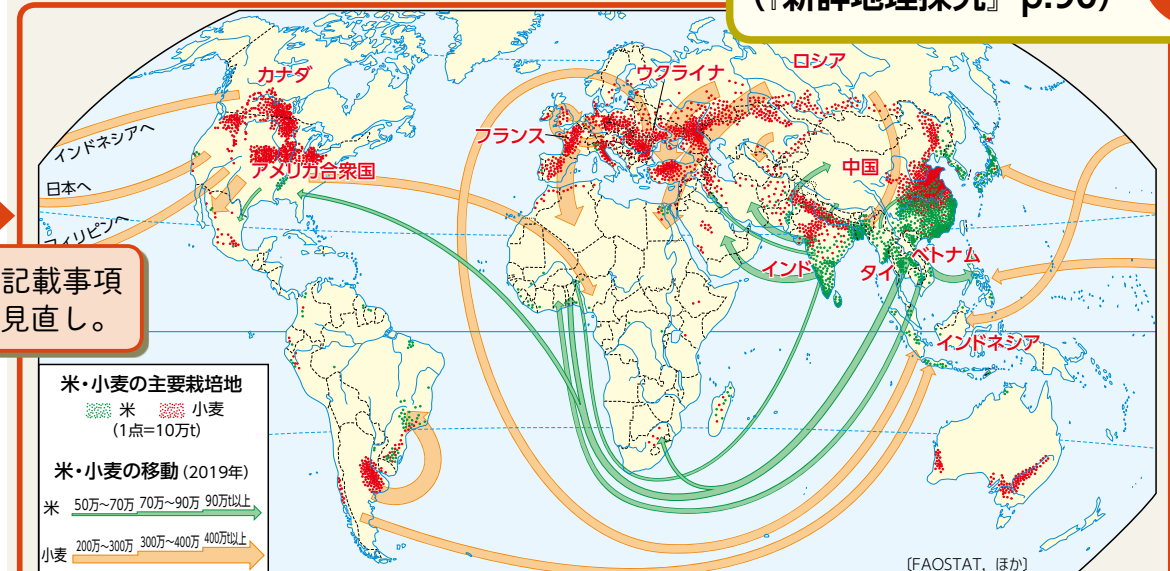 （『新詳地理探究』p.90）
カナダ
インドネシアへ
日本へ
フィリピンへ
アメリカ合衆国
フランス
ウクライナ
ロシア
中国
インド
タイ
ベトナム
インドネシア
記載事項
見直し。
米・小麦の主要栽培地
米 小麦
(1点=10万t)
米・小麦の移動(2019年)
米 50万〜70万 70万〜90万 90万t以上
小麦 200万〜300万 300万〜400万 400万t以上
〔FAOSTAT, ほか〕